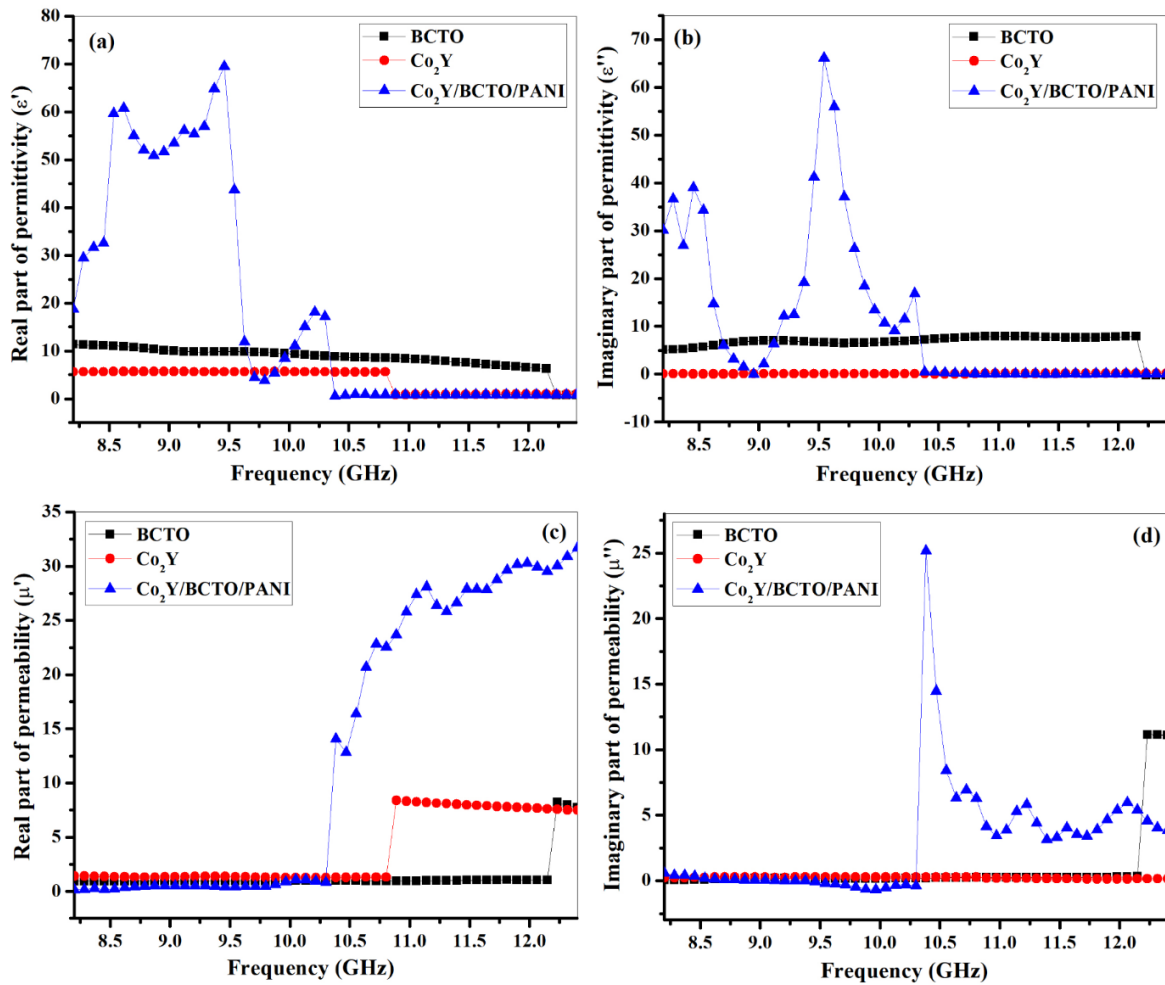 (a)
BCTO
Co₂Y
Co₂Y/BCTO/PANI
Real part of permittivity (ε')
80
70
60
50
40
30
20
10
0
8.5 9.0 9.5 10.0 10.5 11.0 11.5 12.0
Frequency (GHz)
(b)
BCTO
Co₂Y
Co₂Y/BCTO/PANI
Imaginary part of permittivity (ε'')
70
60
50
40
30
20
10
0
-10
8.5 9.0 9.5 10.0 10.5 11.0 11.5 12.0
Frequency (GHz)
(c)
BCTO
Co₂Y
Co₂Y/BCTO/PANI
Real part of permeability (μ')
35
30
25
20
15
10
5
0
8.5 9.0 9.5 10.0 10.5 11.0 11.5 12.0
Frequency (GHz)
(d)
BCTO
Co₂Y
Co₂Y/BCTO/PANI
Imaginary part of permeability (μ'')
25
20
15
10
5
0
8.5 9.0 9.5 10.0 10.5 11.0 11.5 12.0
Frequency (GHz)